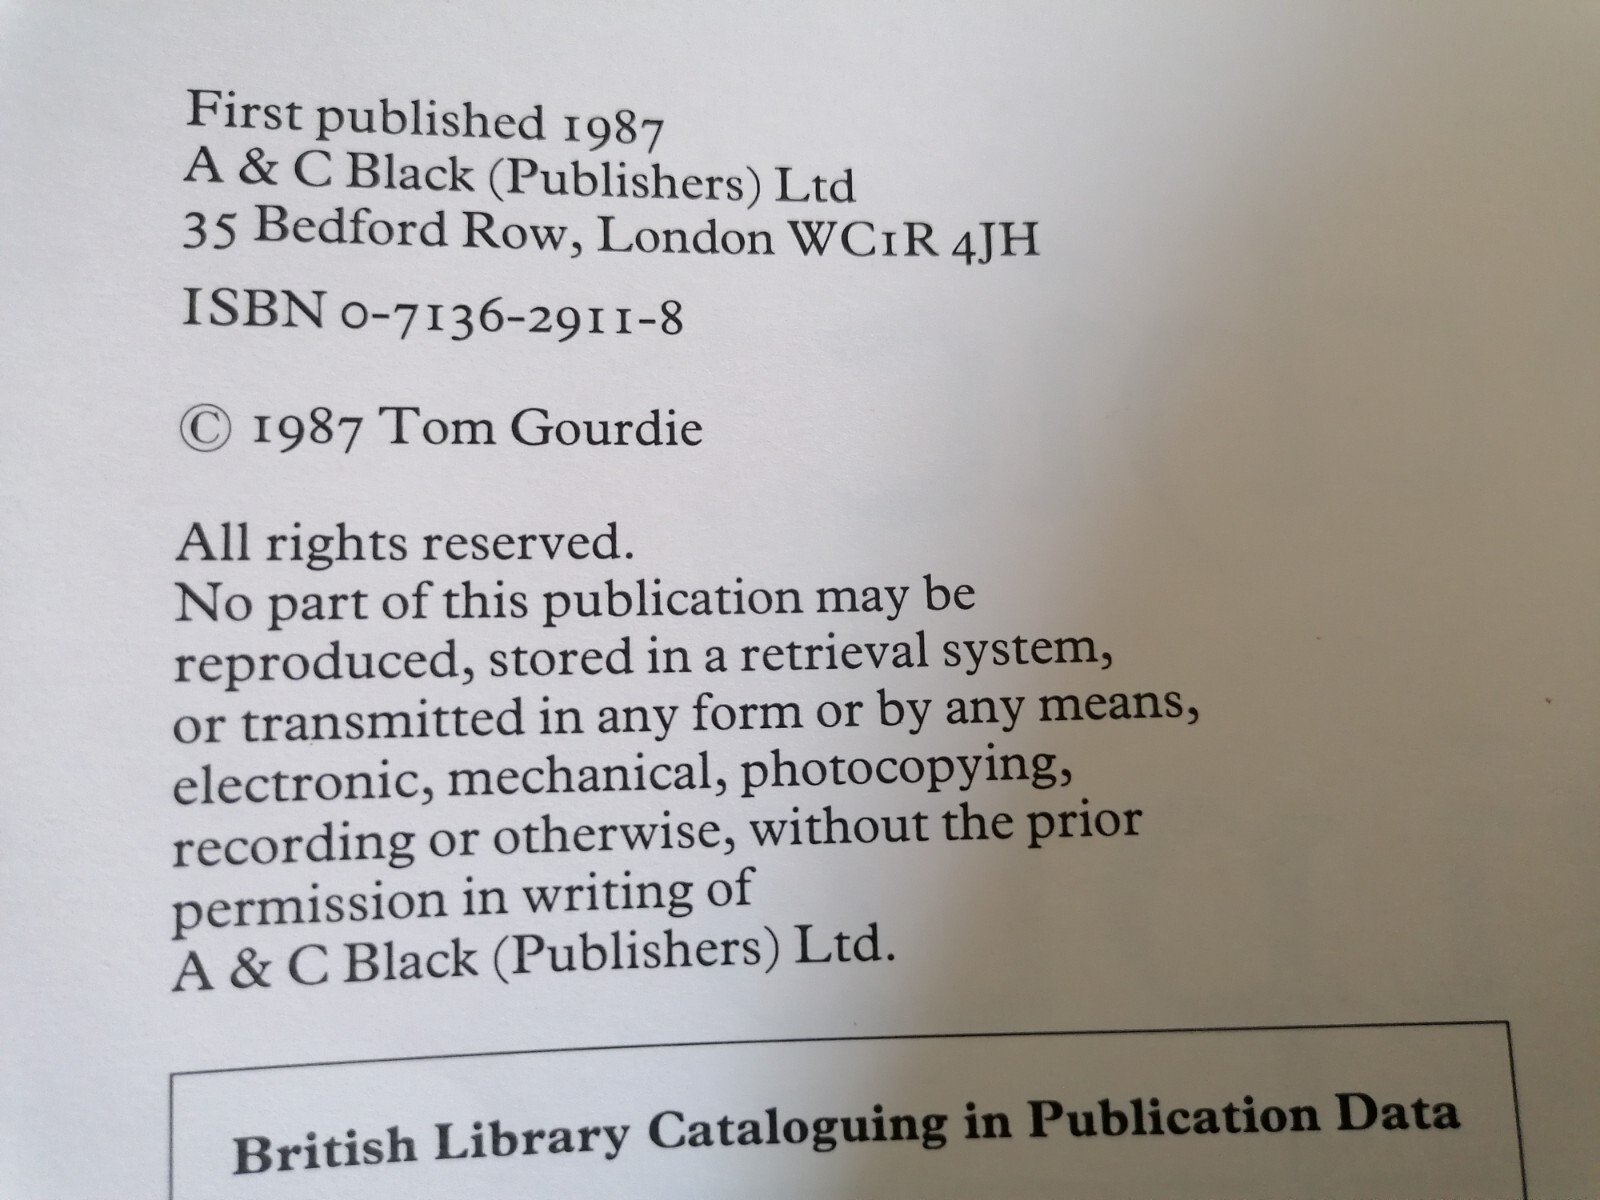 First published 1987
A & C Black (Publishers) Ltd
35 Bedford Row, London WC1R 4JH
ISBN 0-7136-2911-8
© 1987 Tom Gourdie
All rights reserved.
No part of this publication may be
reproduced, stored in a retrieval system,
or transmitted in any form or by any means,
electronic, mechanical, photocopying,
recording or otherwise, without the prior
permission in writing of
A & C Black (Publishers) Ltd.
British Library Cataloguing in Publication Data